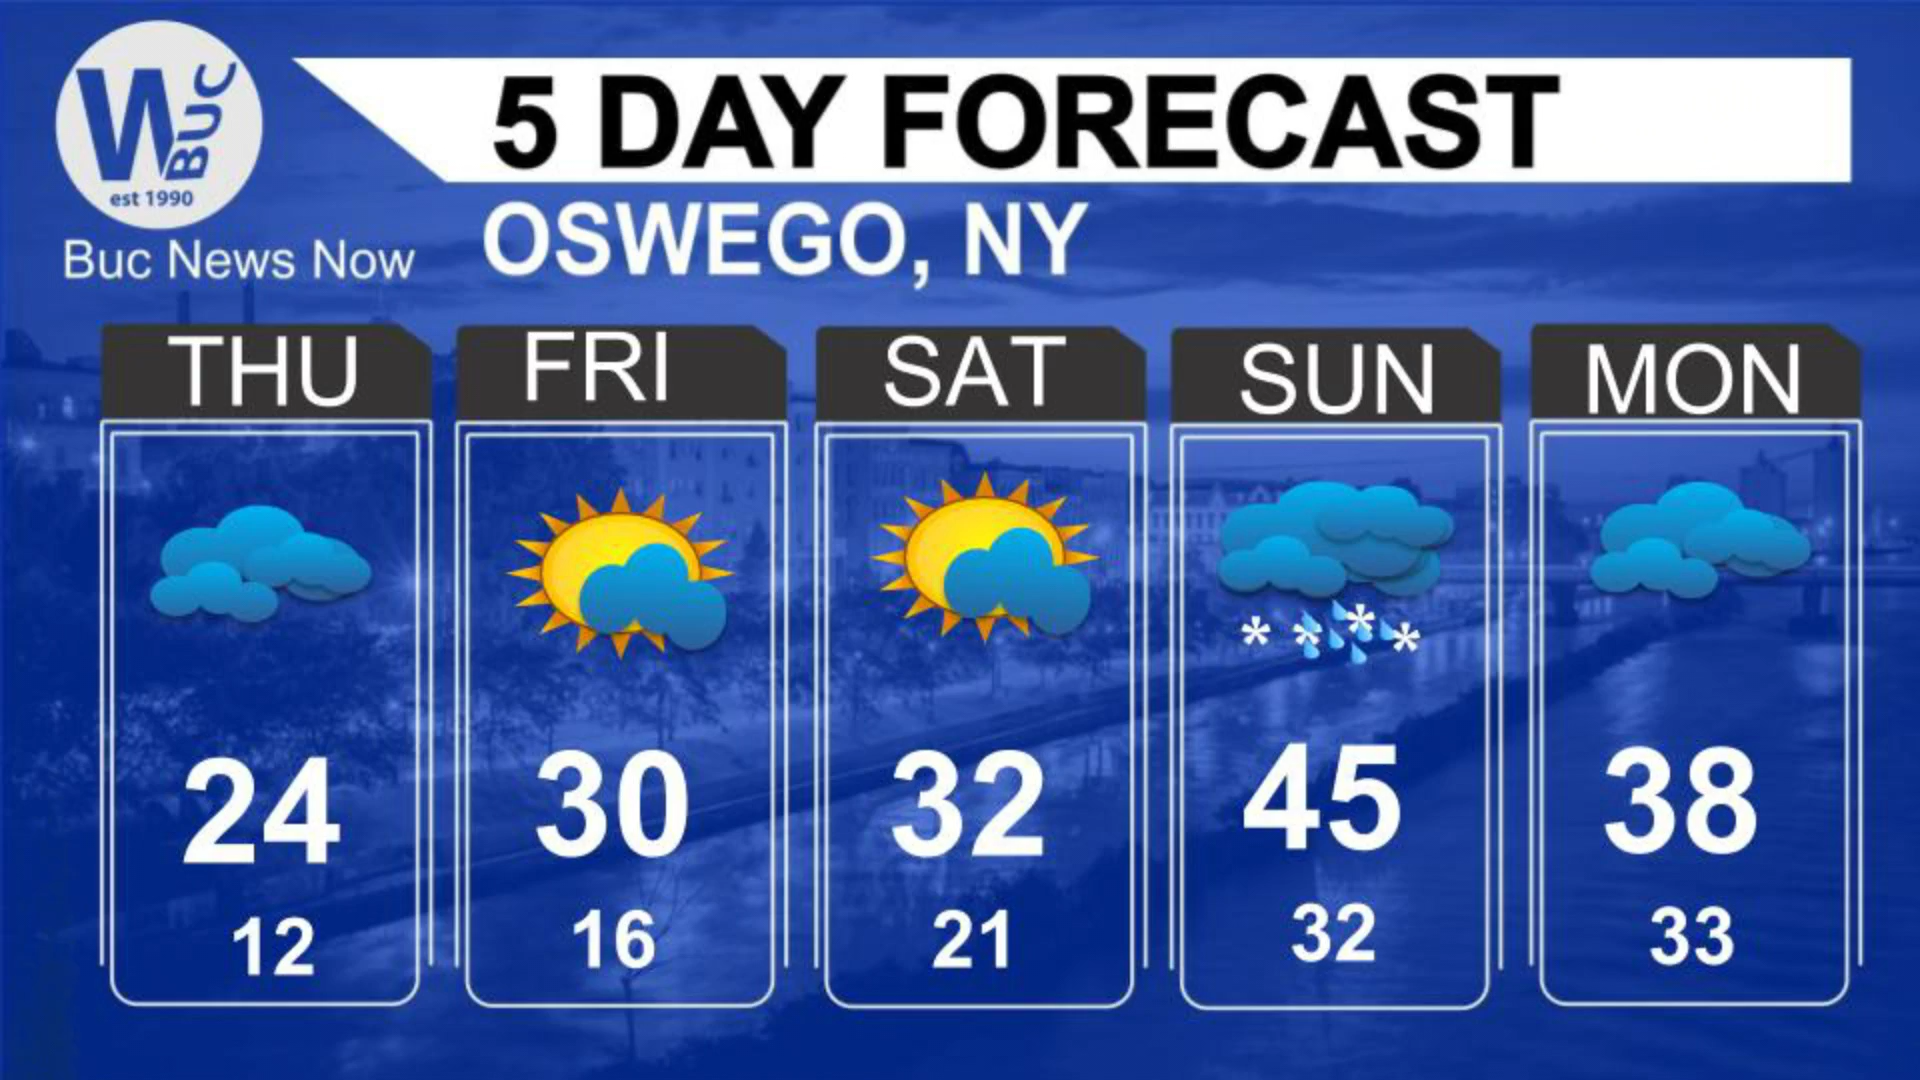 W BUC
est 1990
Buc News Now
5 DAY FORECAST
OSWEGO, NY
THU FRI SAT SUN MON
24 30 32 45 38
12 16 21 32 33